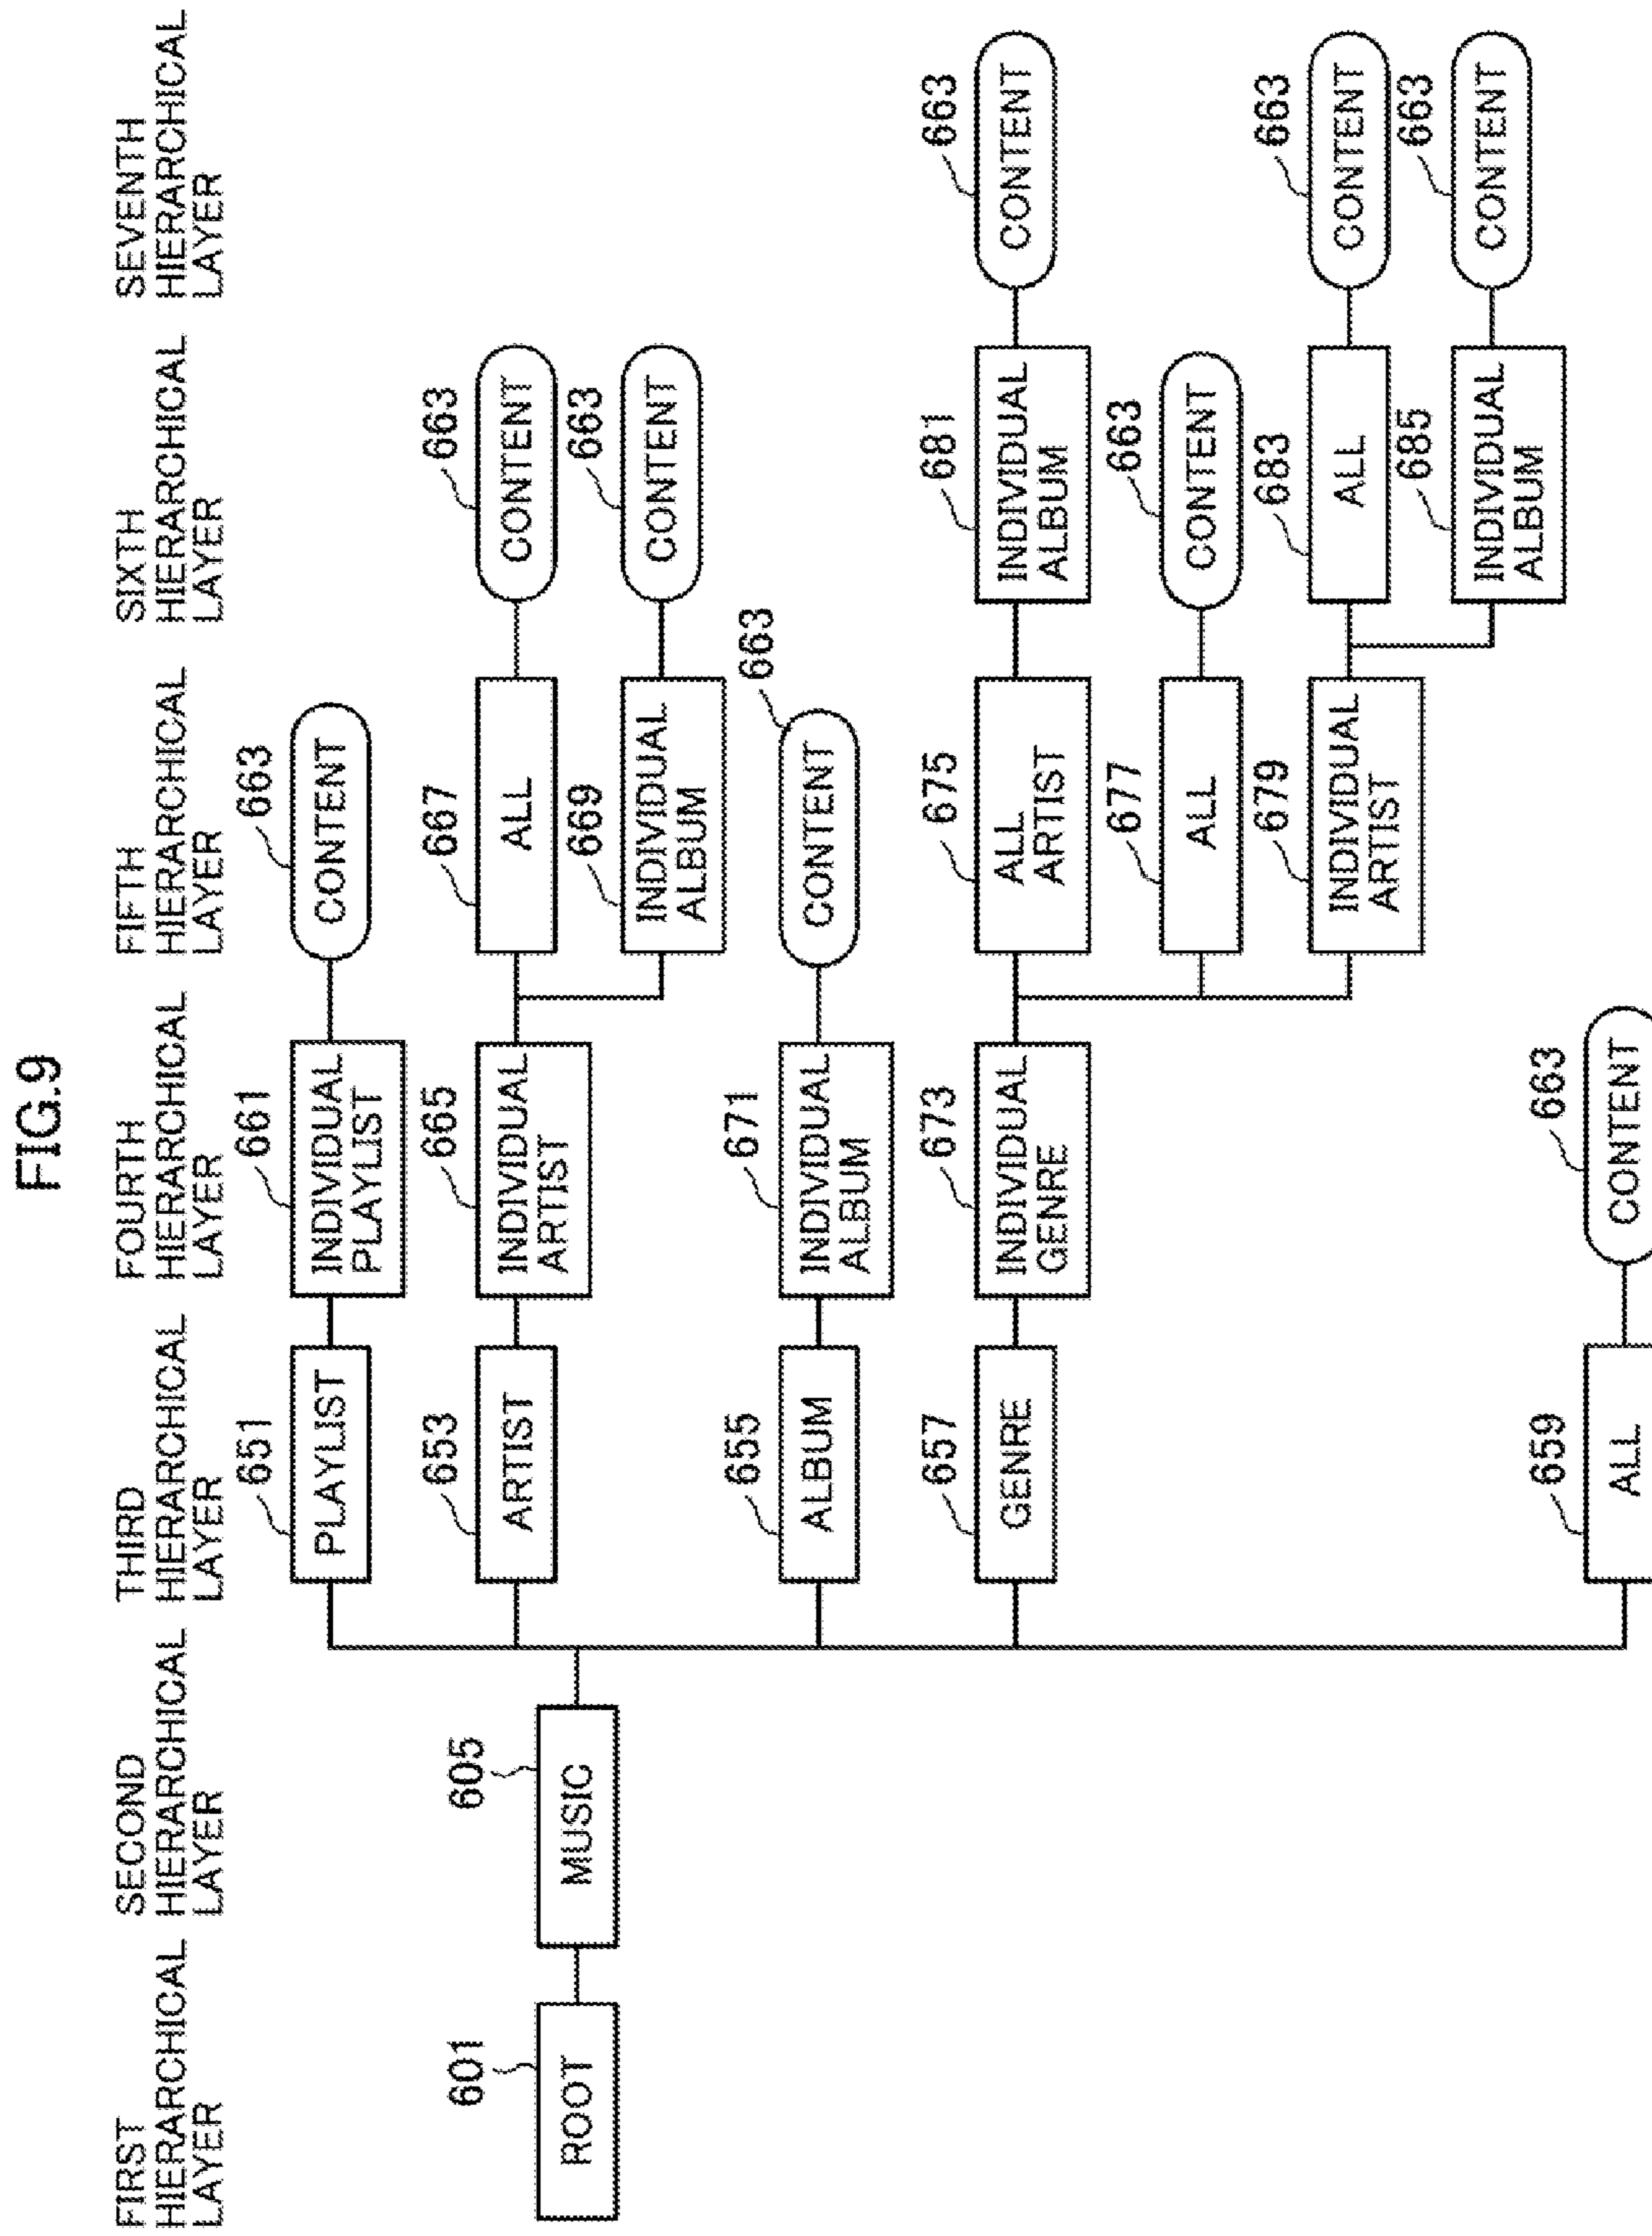 FIG.9
FIRST
HIERARCHICAL
LAYER
SECOND
HIERARCHICAL
LAYER
THIRD
HIERARCHICAL
LAYER
FOURTH
HIERARCHICAL
LAYER
FIFTH
HIERARCHICAL
LAYER
SIXTH
HIERARCHICAL
LAYER
SEVENTH
HIERARCHICAL
LAYER
601
ROOT
605
MUSIC
651
PLAYLIST
661
INDIVIDUAL
PLAYLIST
663
CONTENT
653
ARTIST
665
INDIVIDUAL
ARTIST
667
ALL
663
CONTENT
669
INDIVIDUAL
ALBUM
663
CONTENT
655
ALBUM
671
INDIVIDUAL
ALBUM
663
CONTENT
657
GENRE
673
INDIVIDUAL
GENRE
675
ALL
ARTIST
681
INDIVIDUAL
ALBUM
663
CONTENT
677
ALL
663
CONTENT
679
INDIVIDUAL
ARTIST
683
ALL
663
CONTENT
685
INDIVIDUAL
ALBUM
663
CONTENT
659
ALL
663
CONTENT